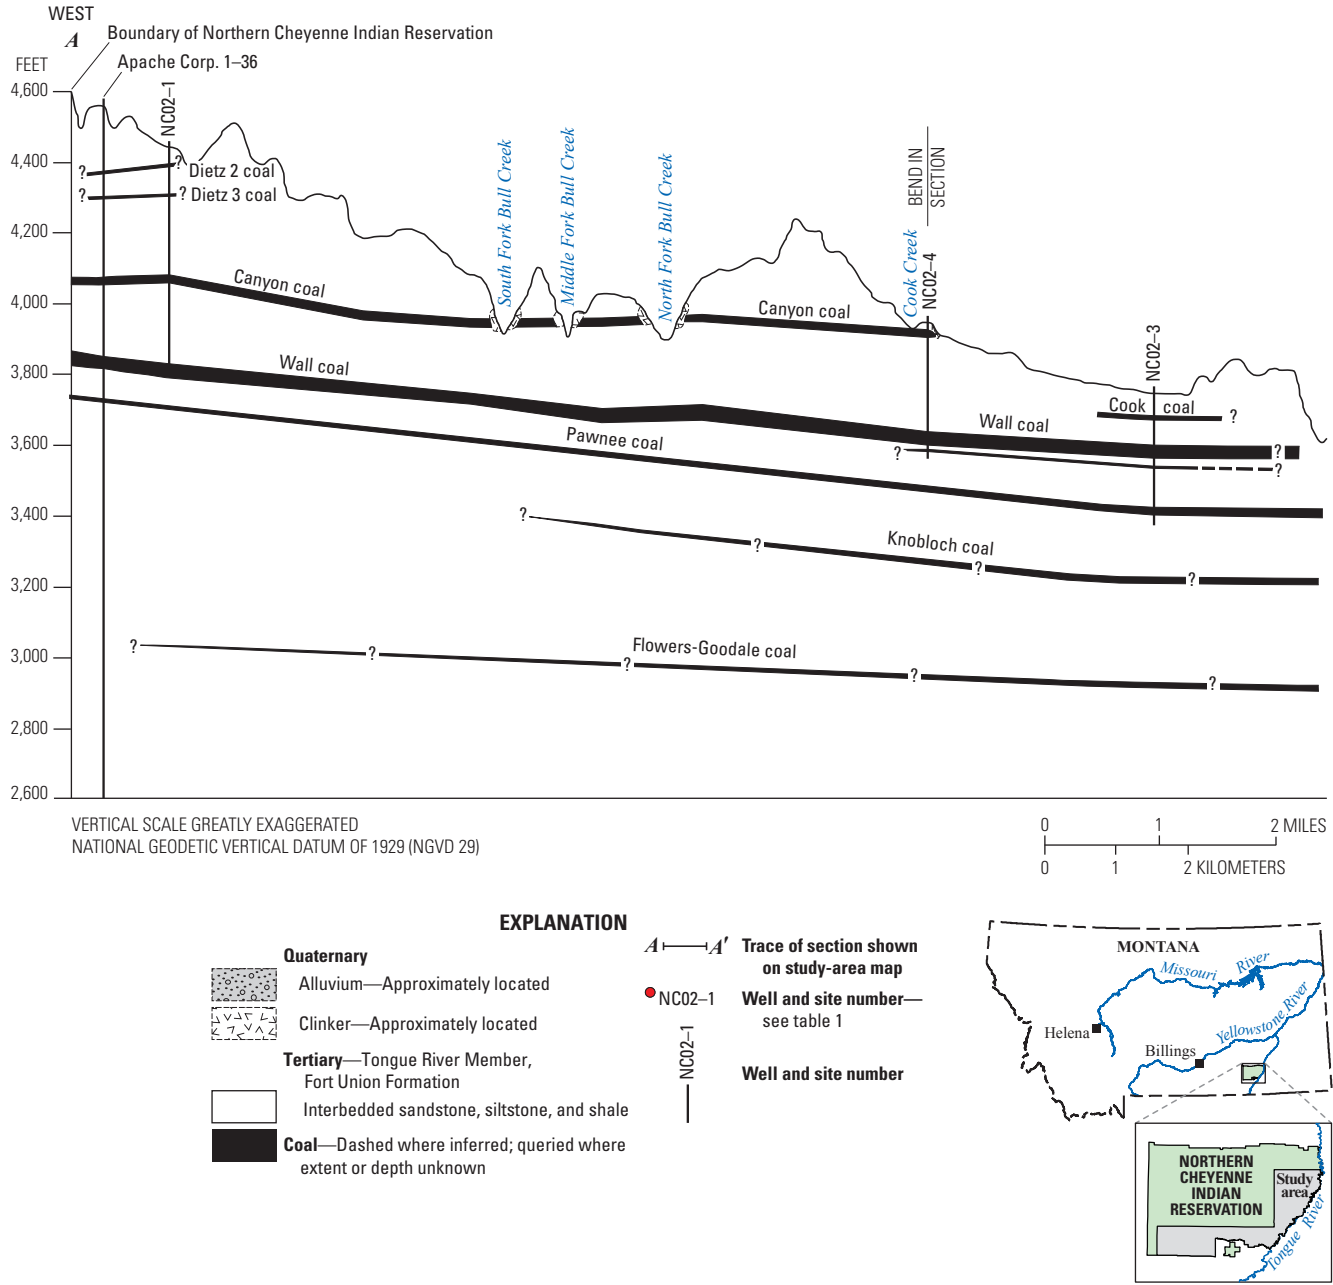 WEST
A
Boundary of Northern Cheyenne Indian Reservation
FEET
Apache Corp. 1–36
4,600
4,400
4,200
4,000
3,800
3,600
3,400
3,200
3,000
2,800
2,600
NC02–1
? ? Dietz 2 coal
? ? Dietz 3 coal
South Fork Bull Creek
Middle Fork Bull Creek
North Fork Bull Creek
Cook Creek
NC02–4
BEND IN
SECTION
NC02–3
Canyon coal
Canyon coal
Wall coal
Cook coal ?
Wall coal
?
? ?
Pawnee coal
? ? ? ?
Knobloch coal
? ? ? ? ?
Flowers-Goodale coal
VERTICAL SCALE GREATLY EXAGGERATED
NATIONAL GEODETIC VERTICAL DATUM OF 1929 (NGVD 29)
0 1 2 MILES
0 1 2 KILOMETERS
EXPLANATION
Quaternary
Alluvium—Approximately located
Clinker—Approximately located
Tertiary—Tongue River Member,
Fort Union Formation
Interbedded sandstone, siltstone, and shale
Coal—Dashed where inferred; queried where
extent or depth unknown
A A′ Trace of section shown
on study-area map
NC02–1 Well and site number—
see table 1
NC02–1
Well and site number
MONTANA
Missouri River
Yellowstone River
Helena
Billings
NORTHERN
CHEYENNE
INDIAN
RESERVATION
Study
area
Tongue River